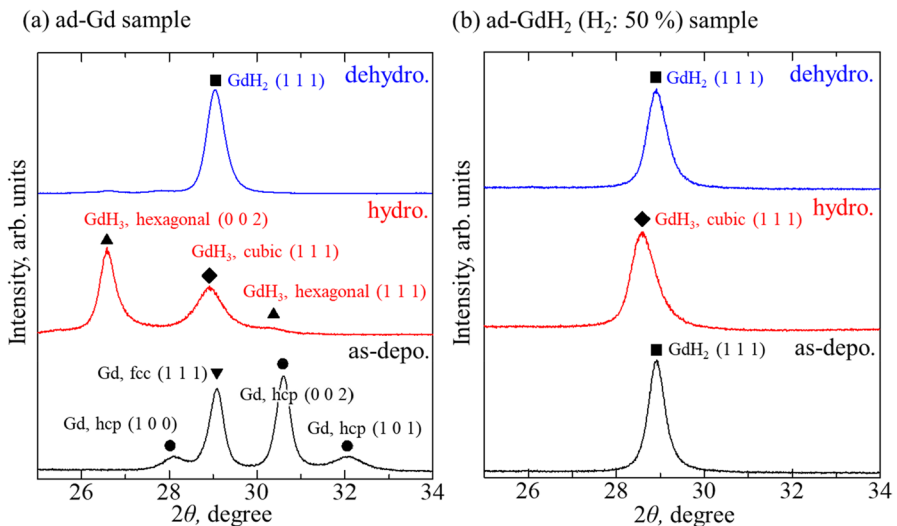 (a) ad-Gd sample
dehydro.
GdH₂ (1 1 1)
hydro.
GdH₃, hexagonal (0 0 2)
GdH₃, cubic (1 1 1)
GdH₃, hexagonal (1 1 1)
as-depo.
Gd, fcc (1 1 1)
Gd, hcp (0 0 2)
Gd, hcp (1 0 0)
Gd, hcp (1 0 1)
Intensity, arb. units
26 28 30 32 34
2θ, degree
(b) ad-GdH₂ (H₂: 50 %) sample
dehydro.
GdH₂ (1 1 1)
hydro.
GdH₃, cubic (1 1 1)
as-depo.
GdH₂ (1 1 1)
Intensity, arb. units
26 28 30 32 34
2θ, degree